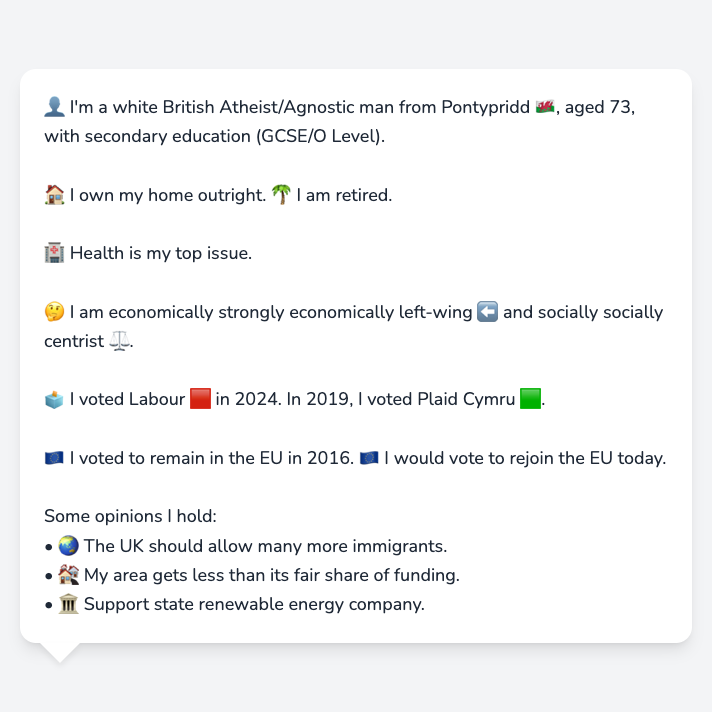 👤 I'm a white British Atheist/Agnostic man from Pontypridd 🏴󠁧󠁢󠁷󠁬󠁳󠁿, aged 73,
with secondary education (GCSE/O Level).
🏠 I own my home outright. 🌴 I am retired.
🏥 Health is my top issue.
🤔 I am economically strongly economically left-wing ⬅️ and socially socially
centrist ⚖️.
🗳️ I voted Labour 🟥 in 2024. In 2019, I voted Plaid Cymru 🟩.
🇪🇺 I voted to remain in the EU in 2016. 🇪🇺 I would vote to rejoin the EU today.
Some opinions I hold:
• 🌏 The UK should allow many more immigrants.
• 🏘️ My area gets less than its fair share of funding.
• 🏛️ Support state renewable energy company.